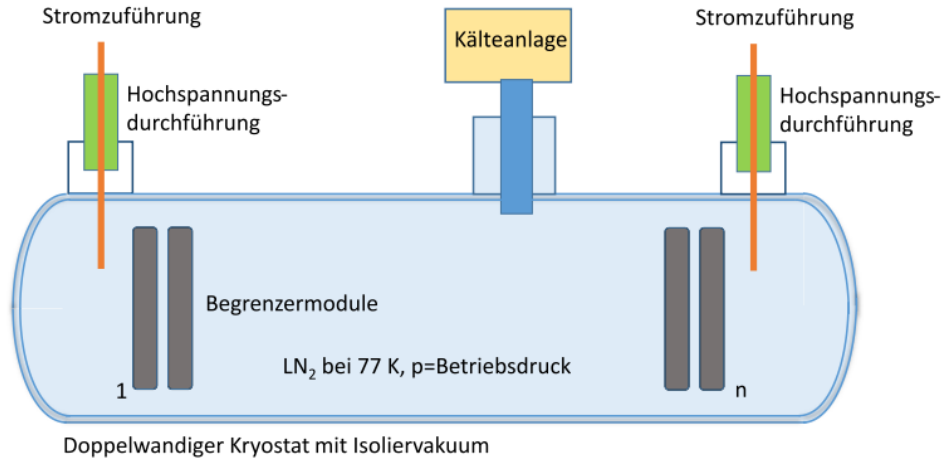 Stromzuführung
Kälteanlage
Stromzuführung
Hochspannungs-
durchführung
Hochspannungs-
durchführung
Begrenzermodule
LN₂ bei 77 K, p=Betriebsdruck
1
n
Doppelwandiger Kryostat mit Isoliervakuum